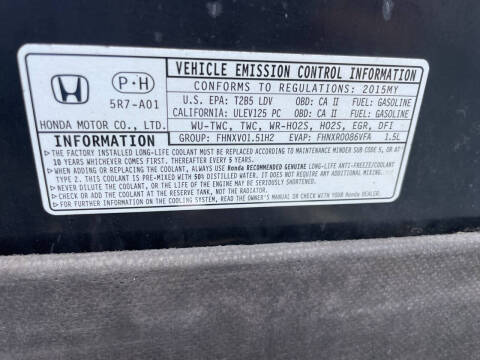 VEHICLE EMISSION CONTROL INFORMATION
P-H
CONFORMS TO REGULATIONS: 2015MY
5R7-A01
U.S. EPA: T2B5 LDV OBD: CA II FUEL: GASOLINE
CALIFORNIA: ULEV125 PC OBD: CA II FUEL: GASOLINE
HONDA MOTOR CO., LTD.
WU-TWC, TWC, WR-HO2S, HO2S, EGR, DFI
INFORMATION
GROUP: FHNXV01.51H2 EVAP: FHNXR0086VFA 1.5L
▷THE FACTORY INSTALLED LONG-LIFE COOLANT MUST BE REPLACED ACCORDING TO MAINTENANCE MINDER SUB CODE 5, OR AT
10 YEARS WHICHEVER COMES FIRST. THEREAFTER EVERY 5 YEARS.
▷WHEN ADDING OR REPLACING THE COOLANT, ALWAYS USE Honda RECOMMENDED GENUINE LONG-LIFE ANTI-FREEZE/COOLANT
TYPE 2. THIS COOLANT IS PRE-MIXED WITH 50% DISTILLED WATER. IT DOES NOT REQUIRE ANY ADDITIONAL MIXING.
▷NEVER DILUTE THE COOLANT, OR THE LIFE OF THE ENGINE MAY BE SERIOUSLY SHORTENED.
▷CHECK OR ADD THE COOLANT AT THE RESERVE TANK, NOT THE RADIATOR.
▷FOR FURTHER INFORMATION ON THE COOLING SYSTEM, READ THE OWNER'S MANUAL OR CHECK WITH YOUR Honda DEALER.